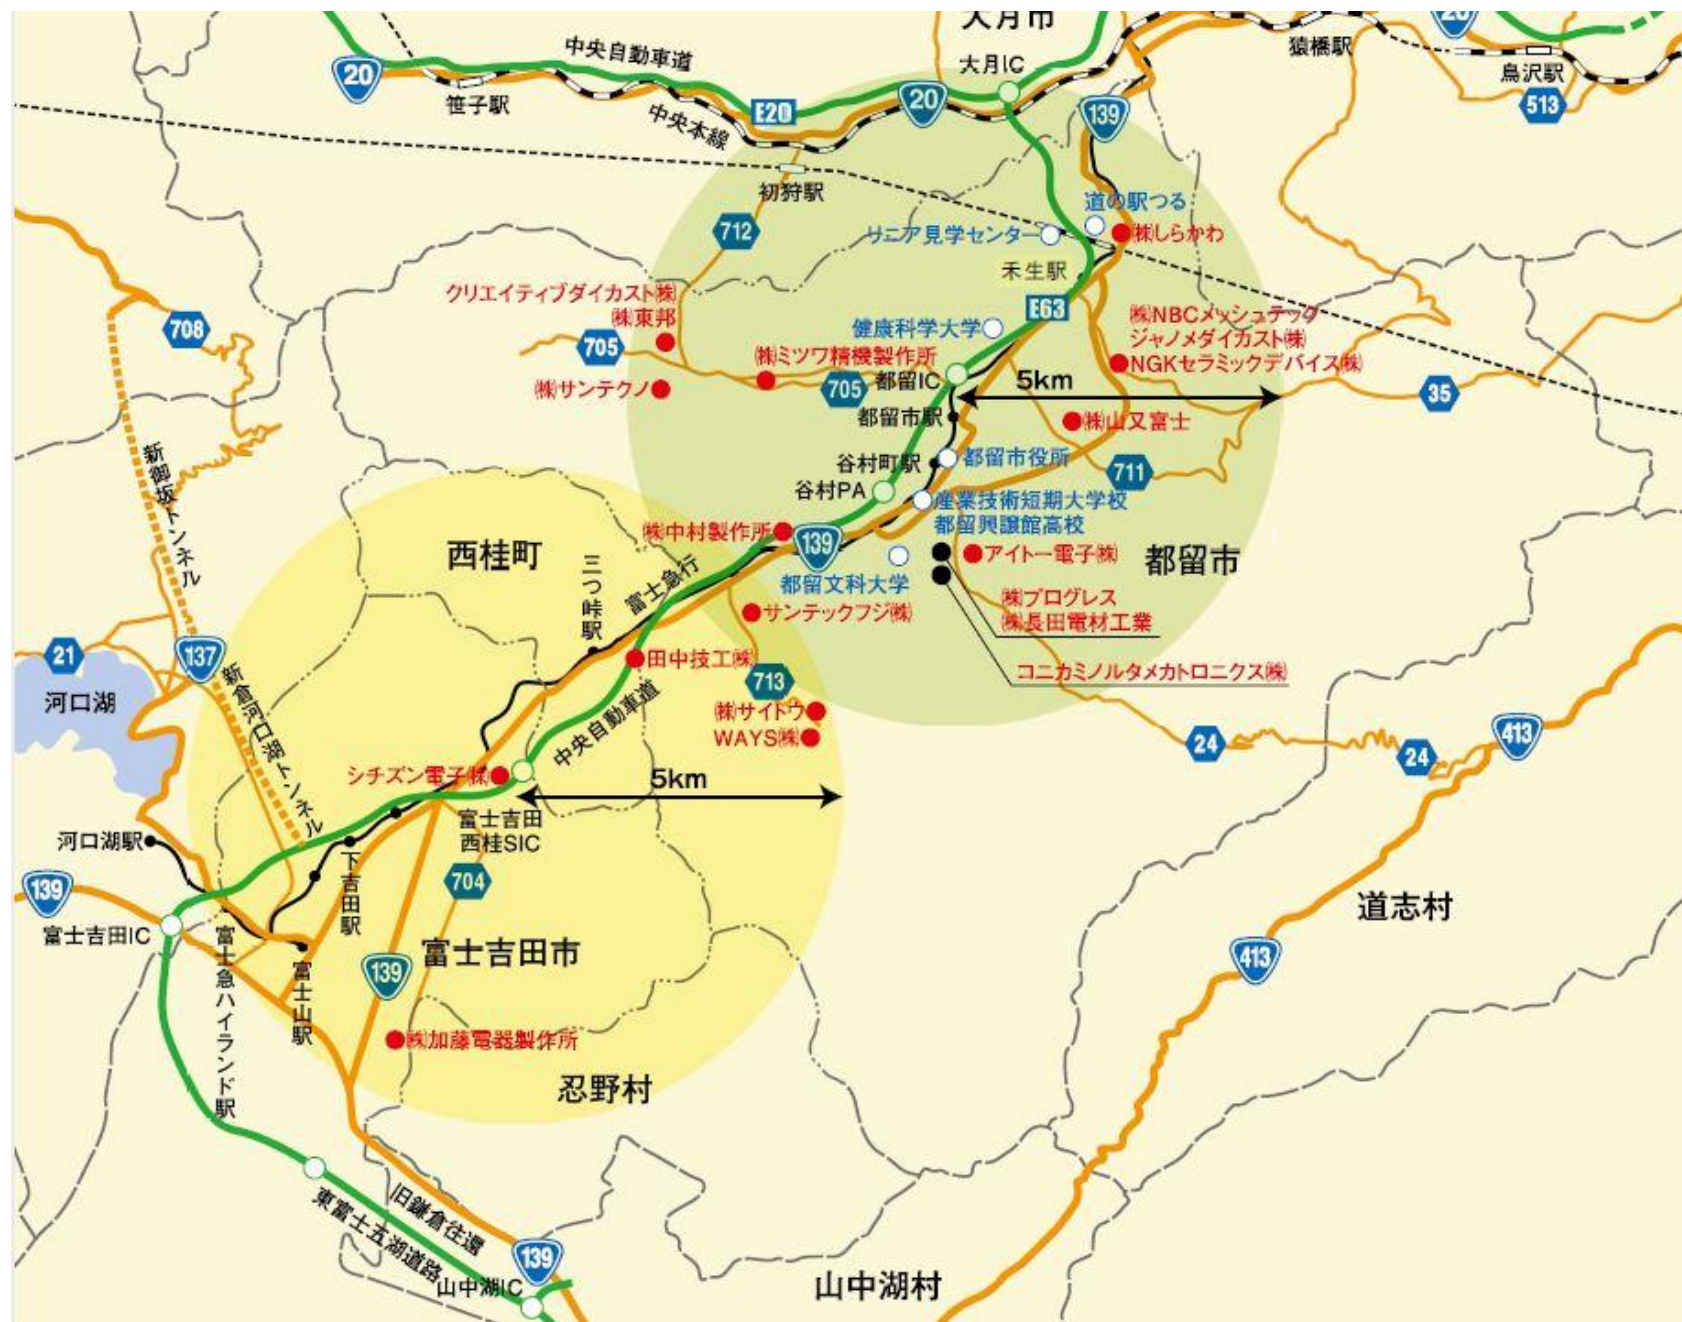 大月市
20
中央自動車道
大月IC
猿橋駅
20
鳥沢駅
513
笹子駅
中央本線
E20
20
139
初狩駅
道の駅つる
712
リニア見学センター
㈱しらかわ
禾生駅
クリエイティブダイカスト㈱
㈱東邦
E63
㈱NBCメッシュテック
ジャノメダイカスト㈱
NGKセラミックデバイス㈱
708
健康科学大学
705
㈱ミツワ精機製作所
都留IC
5km
㈱サンテクノ
705
35
都留市駅
㈱山又富士
新御坂トンネル
谷村町駅
都留市役所
711
谷村PA
産業技術短期大学校
都留興譲館高校
㈱中村製作所
139
西桂町
アイトー電子㈱
都留市
三つ峠駅
富士急行
都留文科大学
サンテックフジ㈱
㈱プログレス
㈱長田電材工業
21
137
田中技工㈱
コニカミノルタメカトロニクス㈱
713
河口湖
新倉河口湖トンネル
中央自動車道
㈱サイトウ
WAYS㈱
24
24
413
シチズン電子㈱
5km
富士吉田
西桂SIC
河口湖駅
下吉田駅
704
139
富士吉田IC
富士急ハイランド駅
富士山駅
139
富士吉田市
道志村
413
㈱加藤電器製作所
忍野村
東富士五湖道路
旧鎌倉往還
139
山中湖IC
山中湖村